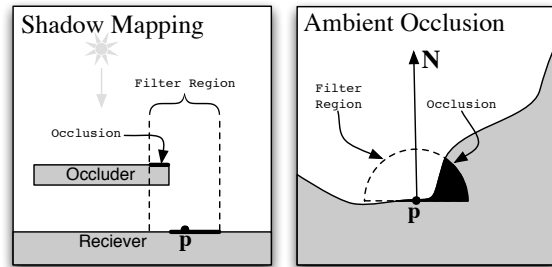 Shadow Mapping
Filter Region
Occlusion
Occluder
Reciever
p
Ambient Occlusion
N
Filter
Region
Occlusion
p